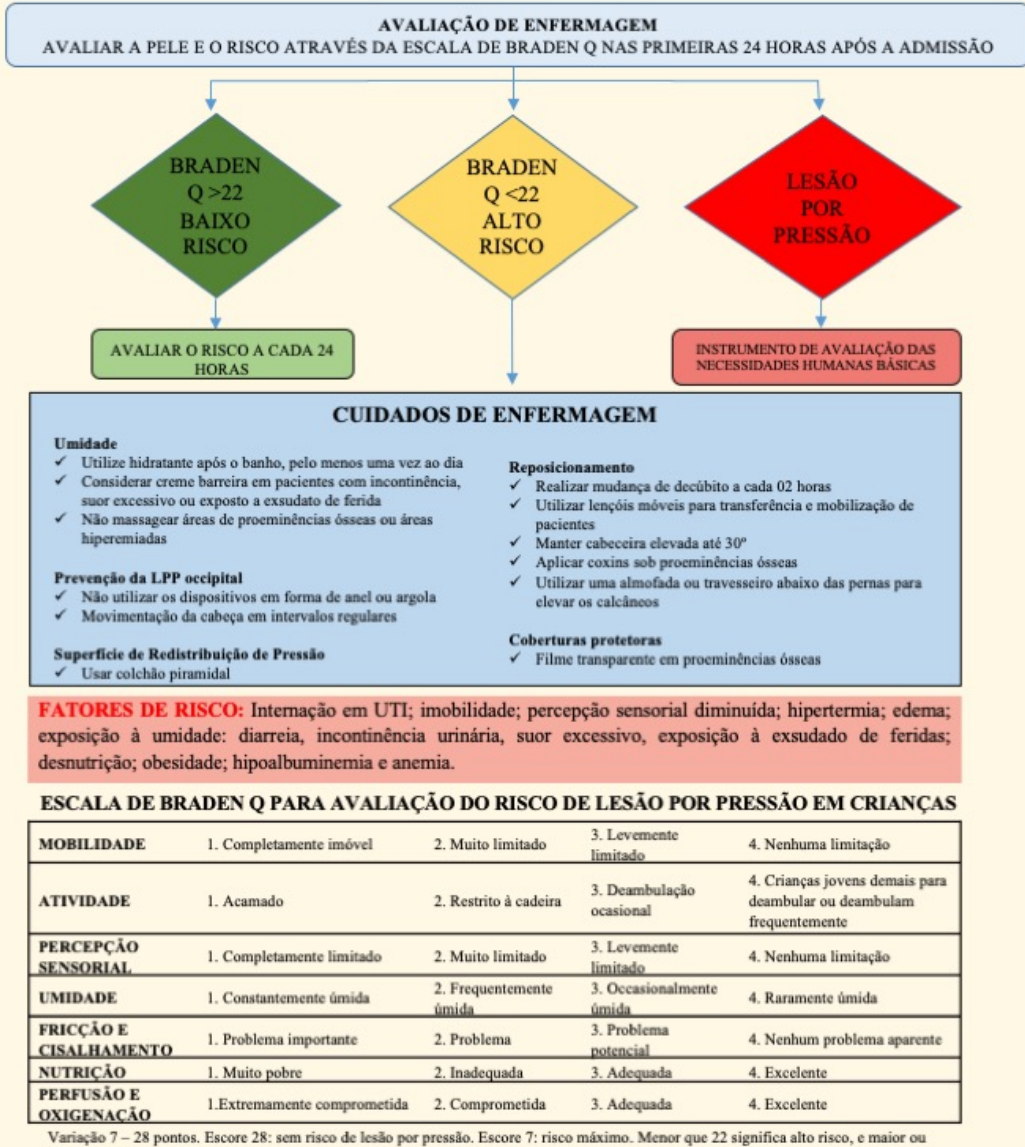 AVALIAÇÃO DE ENFERMAGEM
AVALIAR A PELE E O RISCO ATRAVÉS DA ESCALA DE BRADEN Q NAS PRIMEIRAS 24 HORAS APÓS A ADMISSÃO
BRADEN
Q >22
BAIXO
RISCO
BRADEN
Q <22
ALTO
RISCO
LESÃO
POR
PRESSÃO
AVALIAR O RISCO A CADA 24
HORAS
INSTRUMENTO DE AVALIAÇÃO DAS
NECESSIDADES HUMANAS BÁSICAS
CUIDADOS DE ENFERMAGEM
Umidade
✓ Utilize hidratante após o banho, pelo menos uma vez ao dia
✓ Considerar creme barreira em pacientes com incontinência,
suor excessivo ou exposto a exsudato de ferida
✓ Não massagear áreas de proeminências ósseas ou áreas
hiperemiadas
Prevenção da LPP occipital
✓ Não utilizar os dispositivos em forma de anel ou argola
✓ Movimentação da cabeça em intervalos regulares
Superfície de Redistribuição de Pressão
✓ Usar colchão piramidal
Reposicionamento
✓ Realizar mudança de decúbito a cada 02 horas
✓ Utilizar lençóis móveis para transferência e mobilização de
pacientes
✓ Manter cabeceira elevada até 30º
✓ Aplicar coxins sob proeminências ósseas
✓ Utilizar uma almofada ou travesseiro abaixo das pernas para
elevar os calcâneos
Coberturas protetoras
✓ Filme transparente em proeminências ósseas
FATORES DE RISCO: Internação em UTI; imobilidade; percepção sensorial diminuída; hipertermia; edema;
exposição à umidade: diarreia, incontinência urinária, suor excessivo, exposição à exsudado de feridas;
desnutrição; obesidade; hipoalbuminemia e anemia.
ESCALA DE BRADEN Q PARA AVALIAÇÃO DO RISCO DE LESÃO POR PRESSÃO EM CRIANÇAS
MOBILIDADE 1. Completamente imóvel 2. Muito limitado 3. Levemente
limitado 4. Nenhuma limitação
ATIVIDADE 1. Acamado 2. Restrito à cadeira 3. Deambulação
ocasional 4. Crianças jovens demais para
deambular ou deambulam
frequentemente
PERCEPÇÃO
SENSORIAL 1. Completamente limitado 2. Muito limitado 3. Levemente
limitado 4. Nenhuma limitação
UMIDADE 1. Constantemente úmida 2. Frequentemente
úmida 3. Occasionalmente
úmida 4. Raramente úmida
FRICÇÃO E
CISALHAMENTO 1. Problema importante 2. Problema 3. Problema
potencial 4. Nenhum problema aparente
NUTRIÇÃO 1. Muito pobre 2. Inadequada 3. Adequada 4. Excelente
PERFUSÃO E
OXIGENAÇÃO 1.Extremamente comprometida 2. Comprometida 3. Adequada 4. Excelente
Variação 7 – 28 pontos. Escore 28: sem risco de lesão por pressão. Escore 7: risco máximo. Menor que 22 significa alto risco, e maior ou